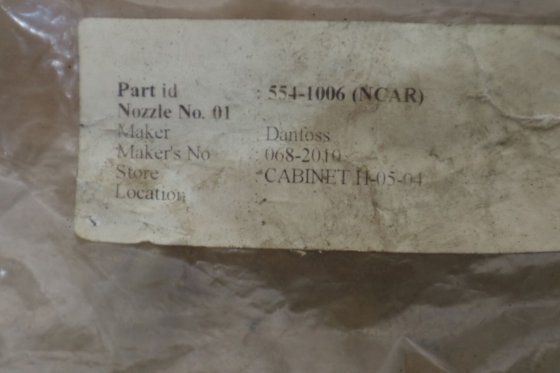 Part id : 554-1006 (NCAR)
Nozzle No. 01
Maker : Danfoss
Maker's No : 068-2010
Store : CABINET H-05-04
Location